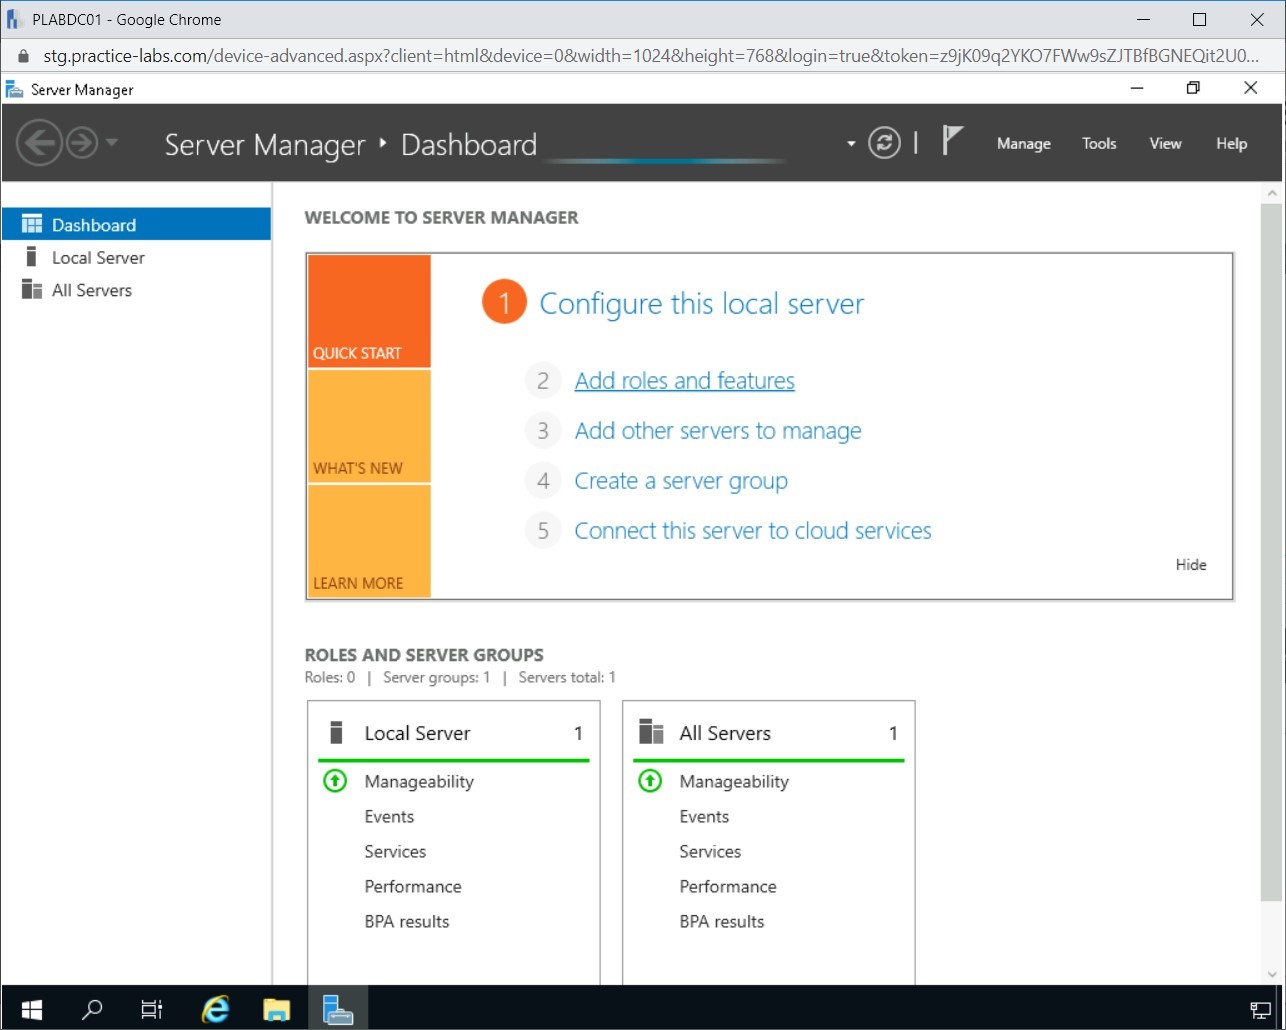 PLABDC01 - Google Chrome
stg.practice-labs.com/device-advanced.aspx?client=html&device=0&width=1024&height=768&login=true&token=z9jK09q2YKO7FWw9sZJTBfBGNEQit2U0...
Server Manager
Server Manager ‣ Dashboard
Manage Tools View Help
Dashboard
Local Server
All Servers
WELCOME TO SERVER MANAGER
QUICK START
WHAT'S NEW
LEARN MORE
1 Configure this local server
2 Add roles and features
3 Add other servers to manage
4 Create a server group
5 Connect this server to cloud services
Hide
ROLES AND SERVER GROUPS
Roles: 0 | Server groups: 1 | Servers total: 1
Local Server 1
Manageability
Events
Services
Performance
BPA results
All Servers 1
Manageability
Events
Services
Performance
BPA results